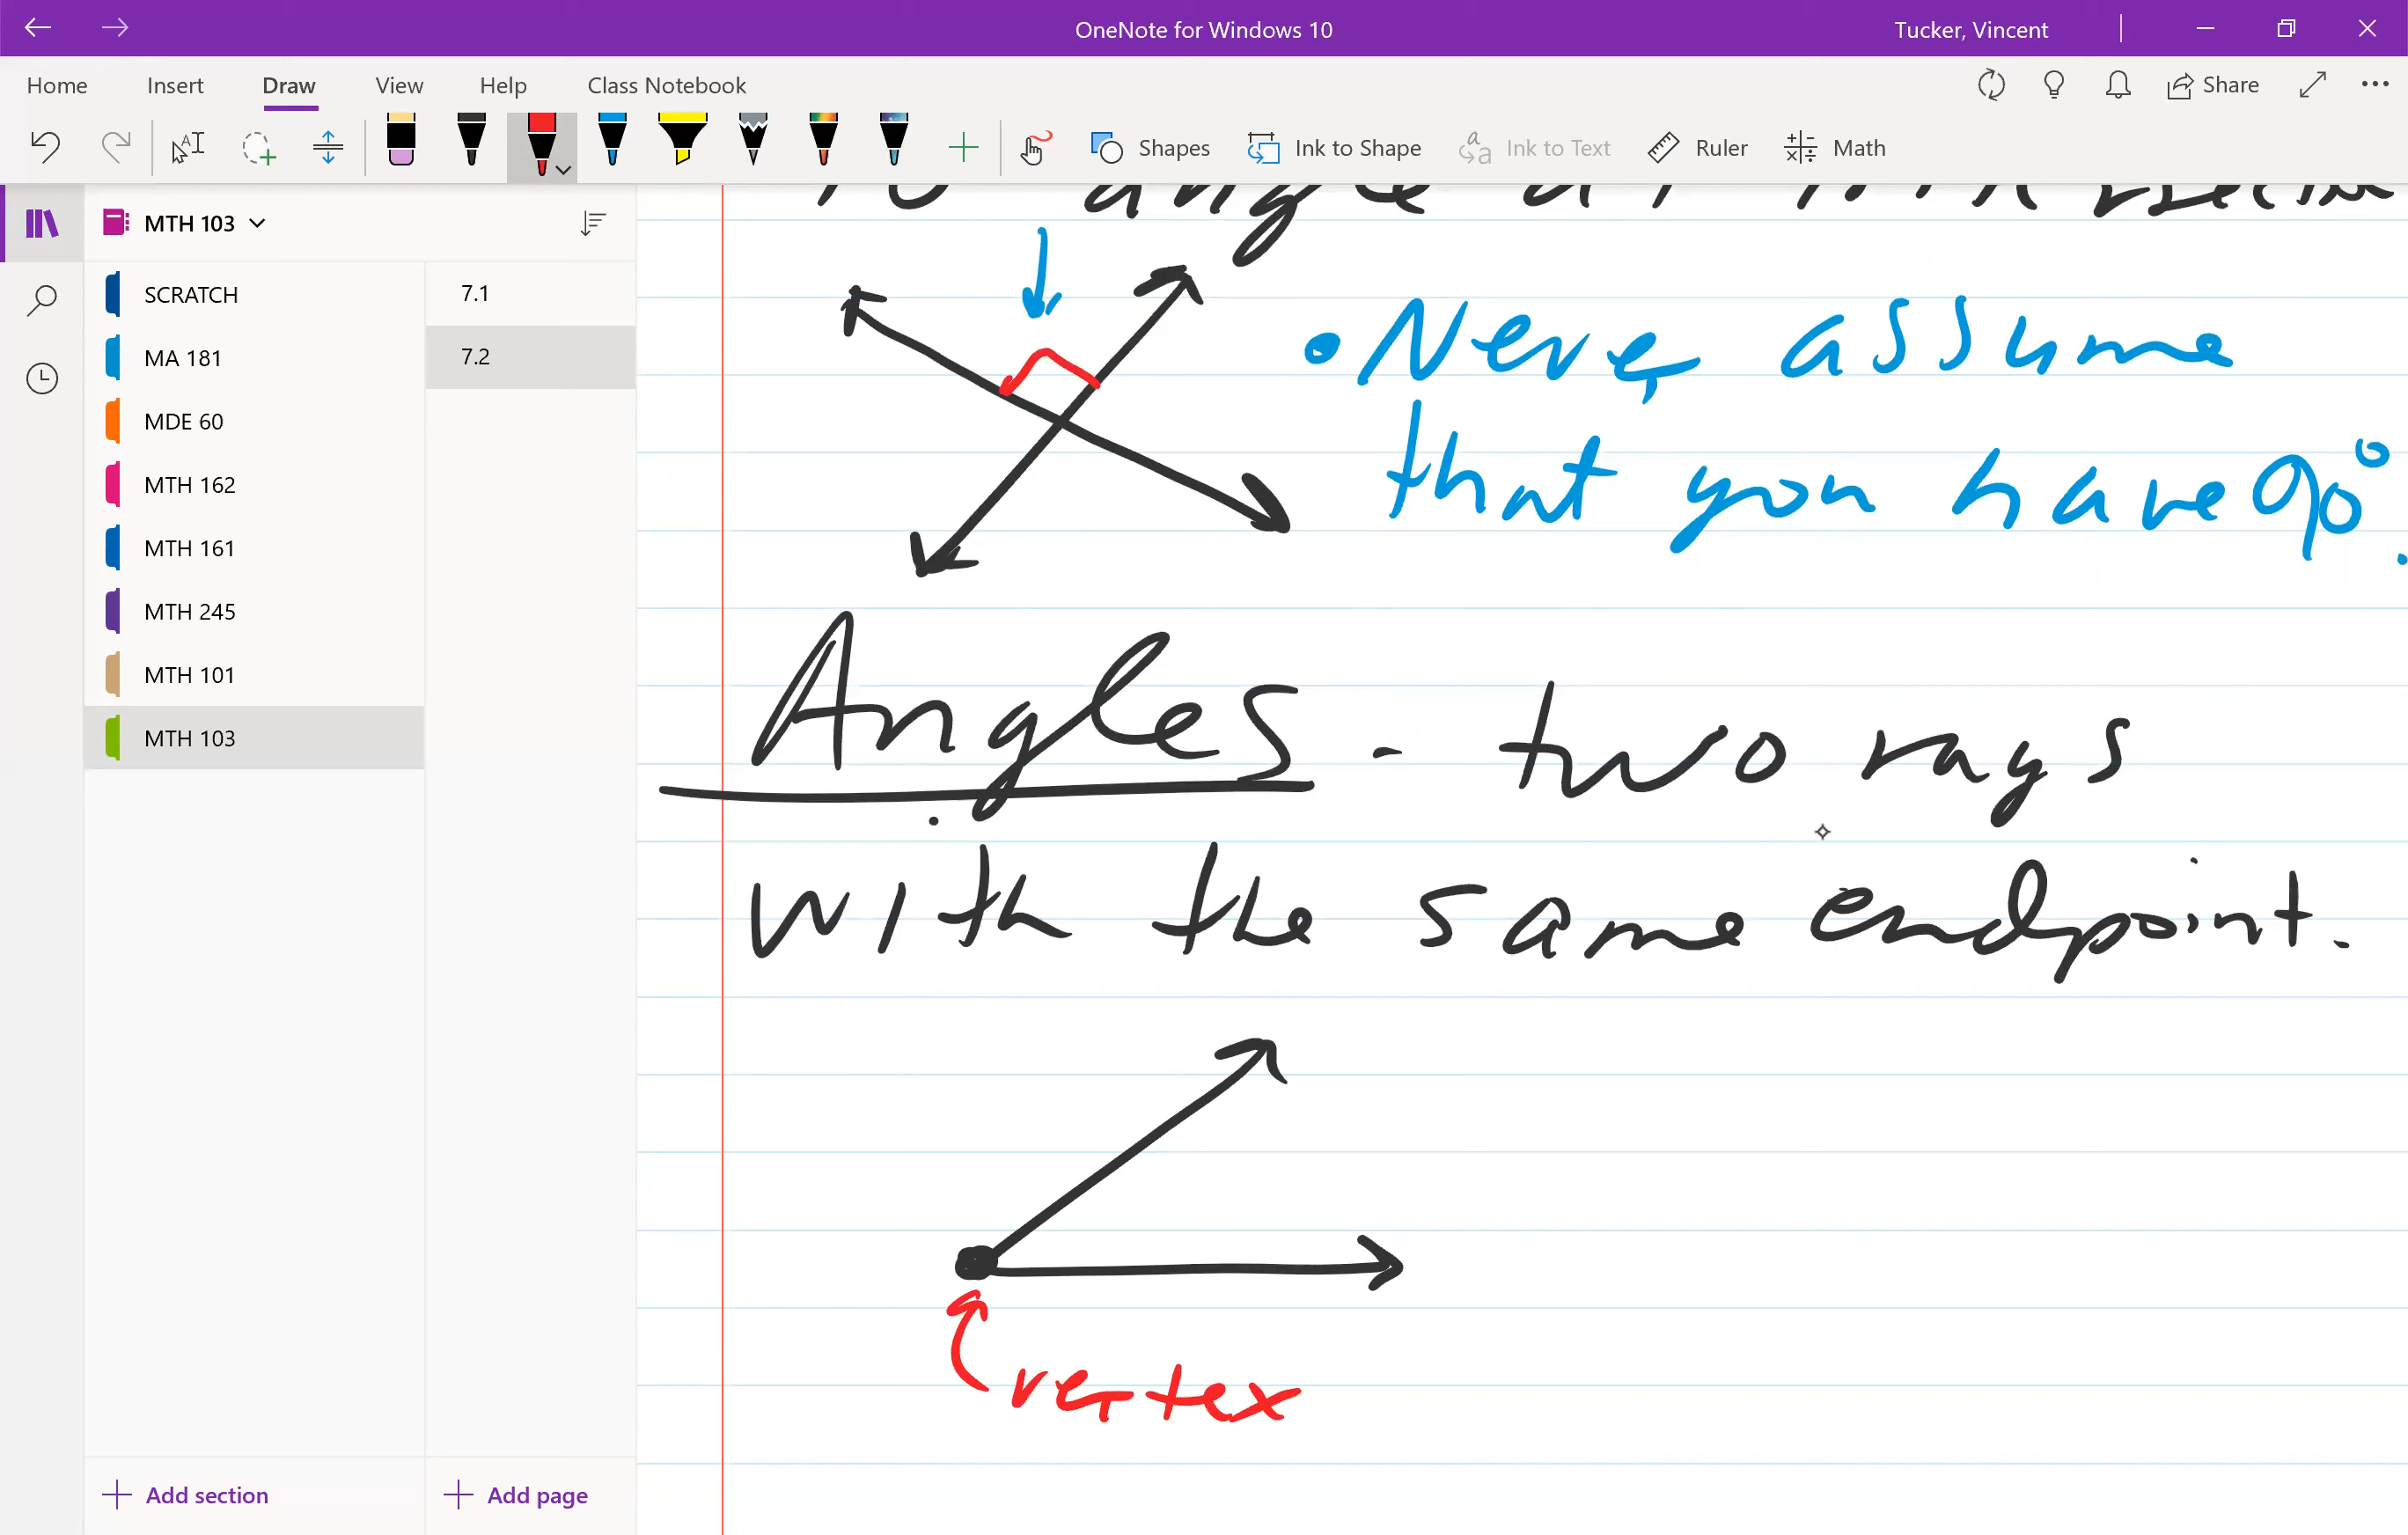 OneNote for Windows 10
Tucker, Vincent
Home Insert Draw View Help Class Notebook
Share
Shapes Ink to Shape Ink to Text Ruler Math
MTH 103
SCRATCH
MA 181
MDE 60
MTH 162
MTH 161
MTH 245
MTH 101
MTH 103
7.1
7.2
Add section
Add page
angle at
• Never assume
that you have 90°.
Angles - two rays
with the same endpoint.
vertex